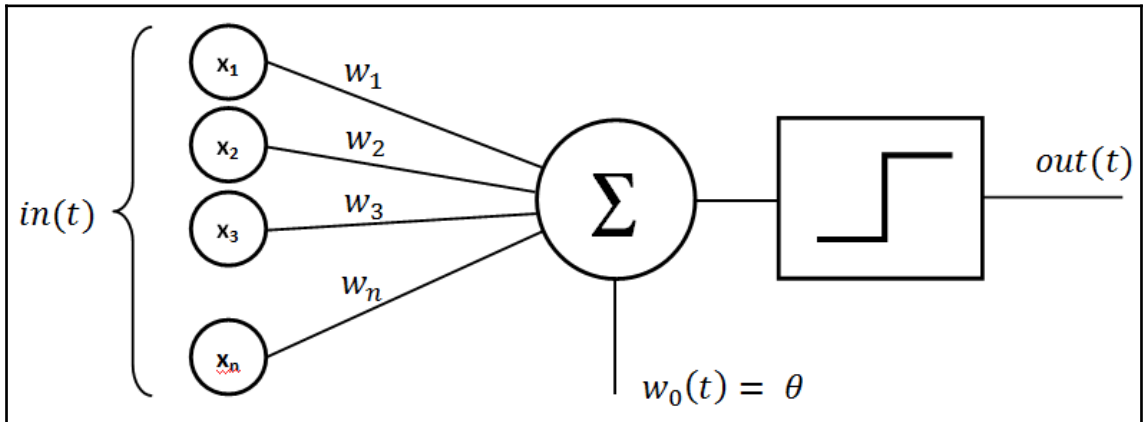 x₁
w₁
x₂
w₂
x₃
w₃
in(t)
wₙ
xₙ
Σ
out(t)
w₀(t) = θ